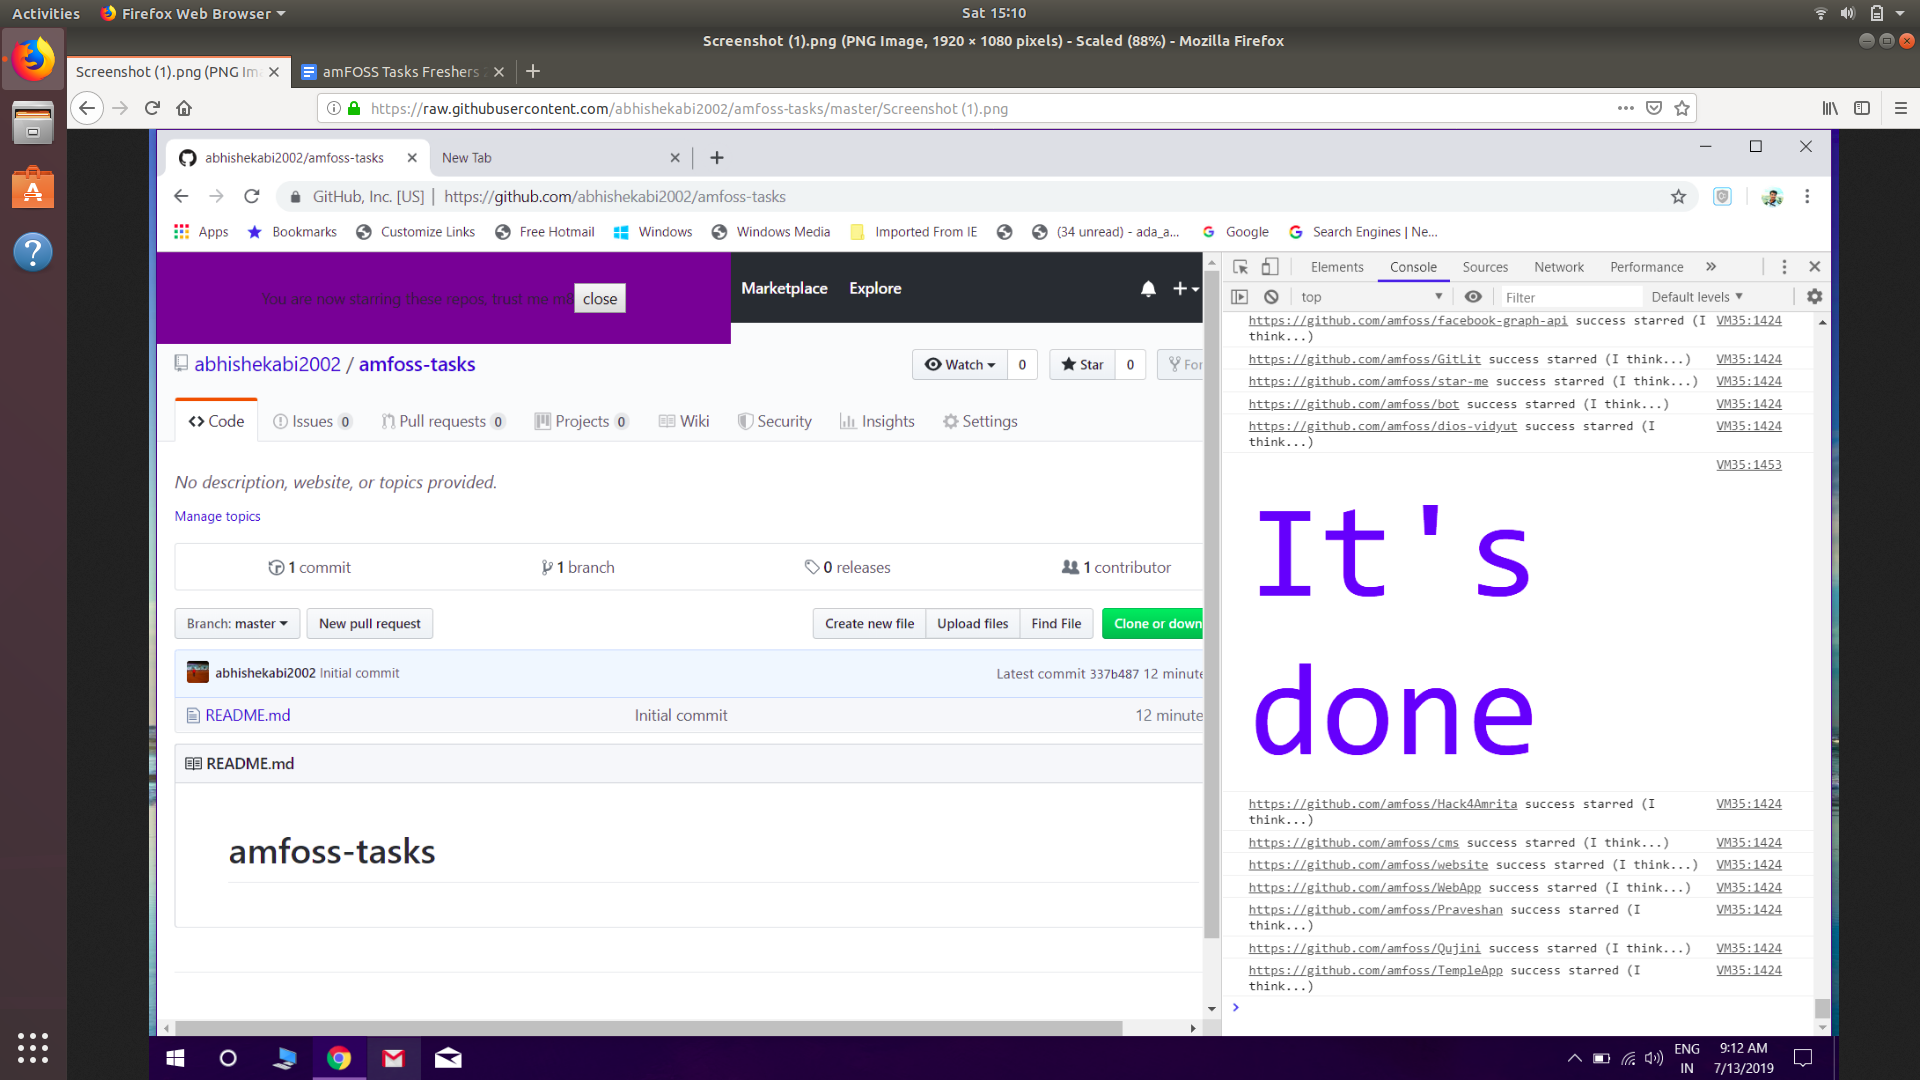 Activities
Firefox Web Browser
Sat 15:10
Screenshot (1).png (PNG Image, 1920 × 1080 pixels) - Scaled (88%) - Mozilla Firefox
Screenshot (1).png (PNG Im
amFOSS Tasks Freshers
https://raw.githubusercontent.com/abhishekabi2002/amfoss-tasks/master/Screenshot (1).png
abhishekabi2002/amfoss-tasks
New Tab
GitHub, Inc. [US] | https://github.com/abhishekabi2002/amfoss-tasks
Apps
Bookmarks
Customize Links
Free Hotmail
Windows
Windows Media
Imported From IE
(34 unread) - ada_a...
Google
Search Engines | Ne...
You are now starring these repos, trust me m8
close
Marketplace
Explore
abhishekabi2002 / amfoss-tasks
Watch 0
Star 0
For
Code
Issues 0
Pull requests 0
Projects 0
Wiki
Security
Insights
Settings
No description, website, or topics provided.
Manage topics
1 commit
1 branch
0 releases
1 contributor
Branch: master
New pull request
Create new file
Upload files
Find File
Clone or down
abhishekabi2002 Initial commit
Latest commit 337b487 12 minute
README.md
Initial commit
12 minute
README.md
amfoss-tasks
Elements
Console
Sources
Network
Performance
top
Filter
Default levels
https://github.com/amfoss/facebook-graph-api success starred (I VM35:1424
think...)
https://github.com/amfoss/GitLit success starred (I think...) VM35:1424
https://github.com/amfoss/star-me success starred (I think...) VM35:1424
https://github.com/amfoss/bot success starred (I think...) VM35:1424
https://github.com/amfoss/dios-vidyut success starred (I VM35:1424
think...)
VM35:1453
It's
done
https://github.com/amfoss/Hack4Amrita success starred (I VM35:1424
think...)
https://github.com/amfoss/cms success starred (I think...) VM35:1424
https://github.com/amfoss/website success starred (I think...) VM35:1424
https://github.com/amfoss/WebApp success starred (I think...) VM35:1424
https://github.com/amfoss/Praveshan success starred (I VM35:1424
think...)
https://github.com/amfoss/Qujini success starred (I think...) VM35:1424
https://github.com/amfoss/TempleApp success starred (I VM35:1424
think...)
ENG
IN
9:12 AM
7/13/2019